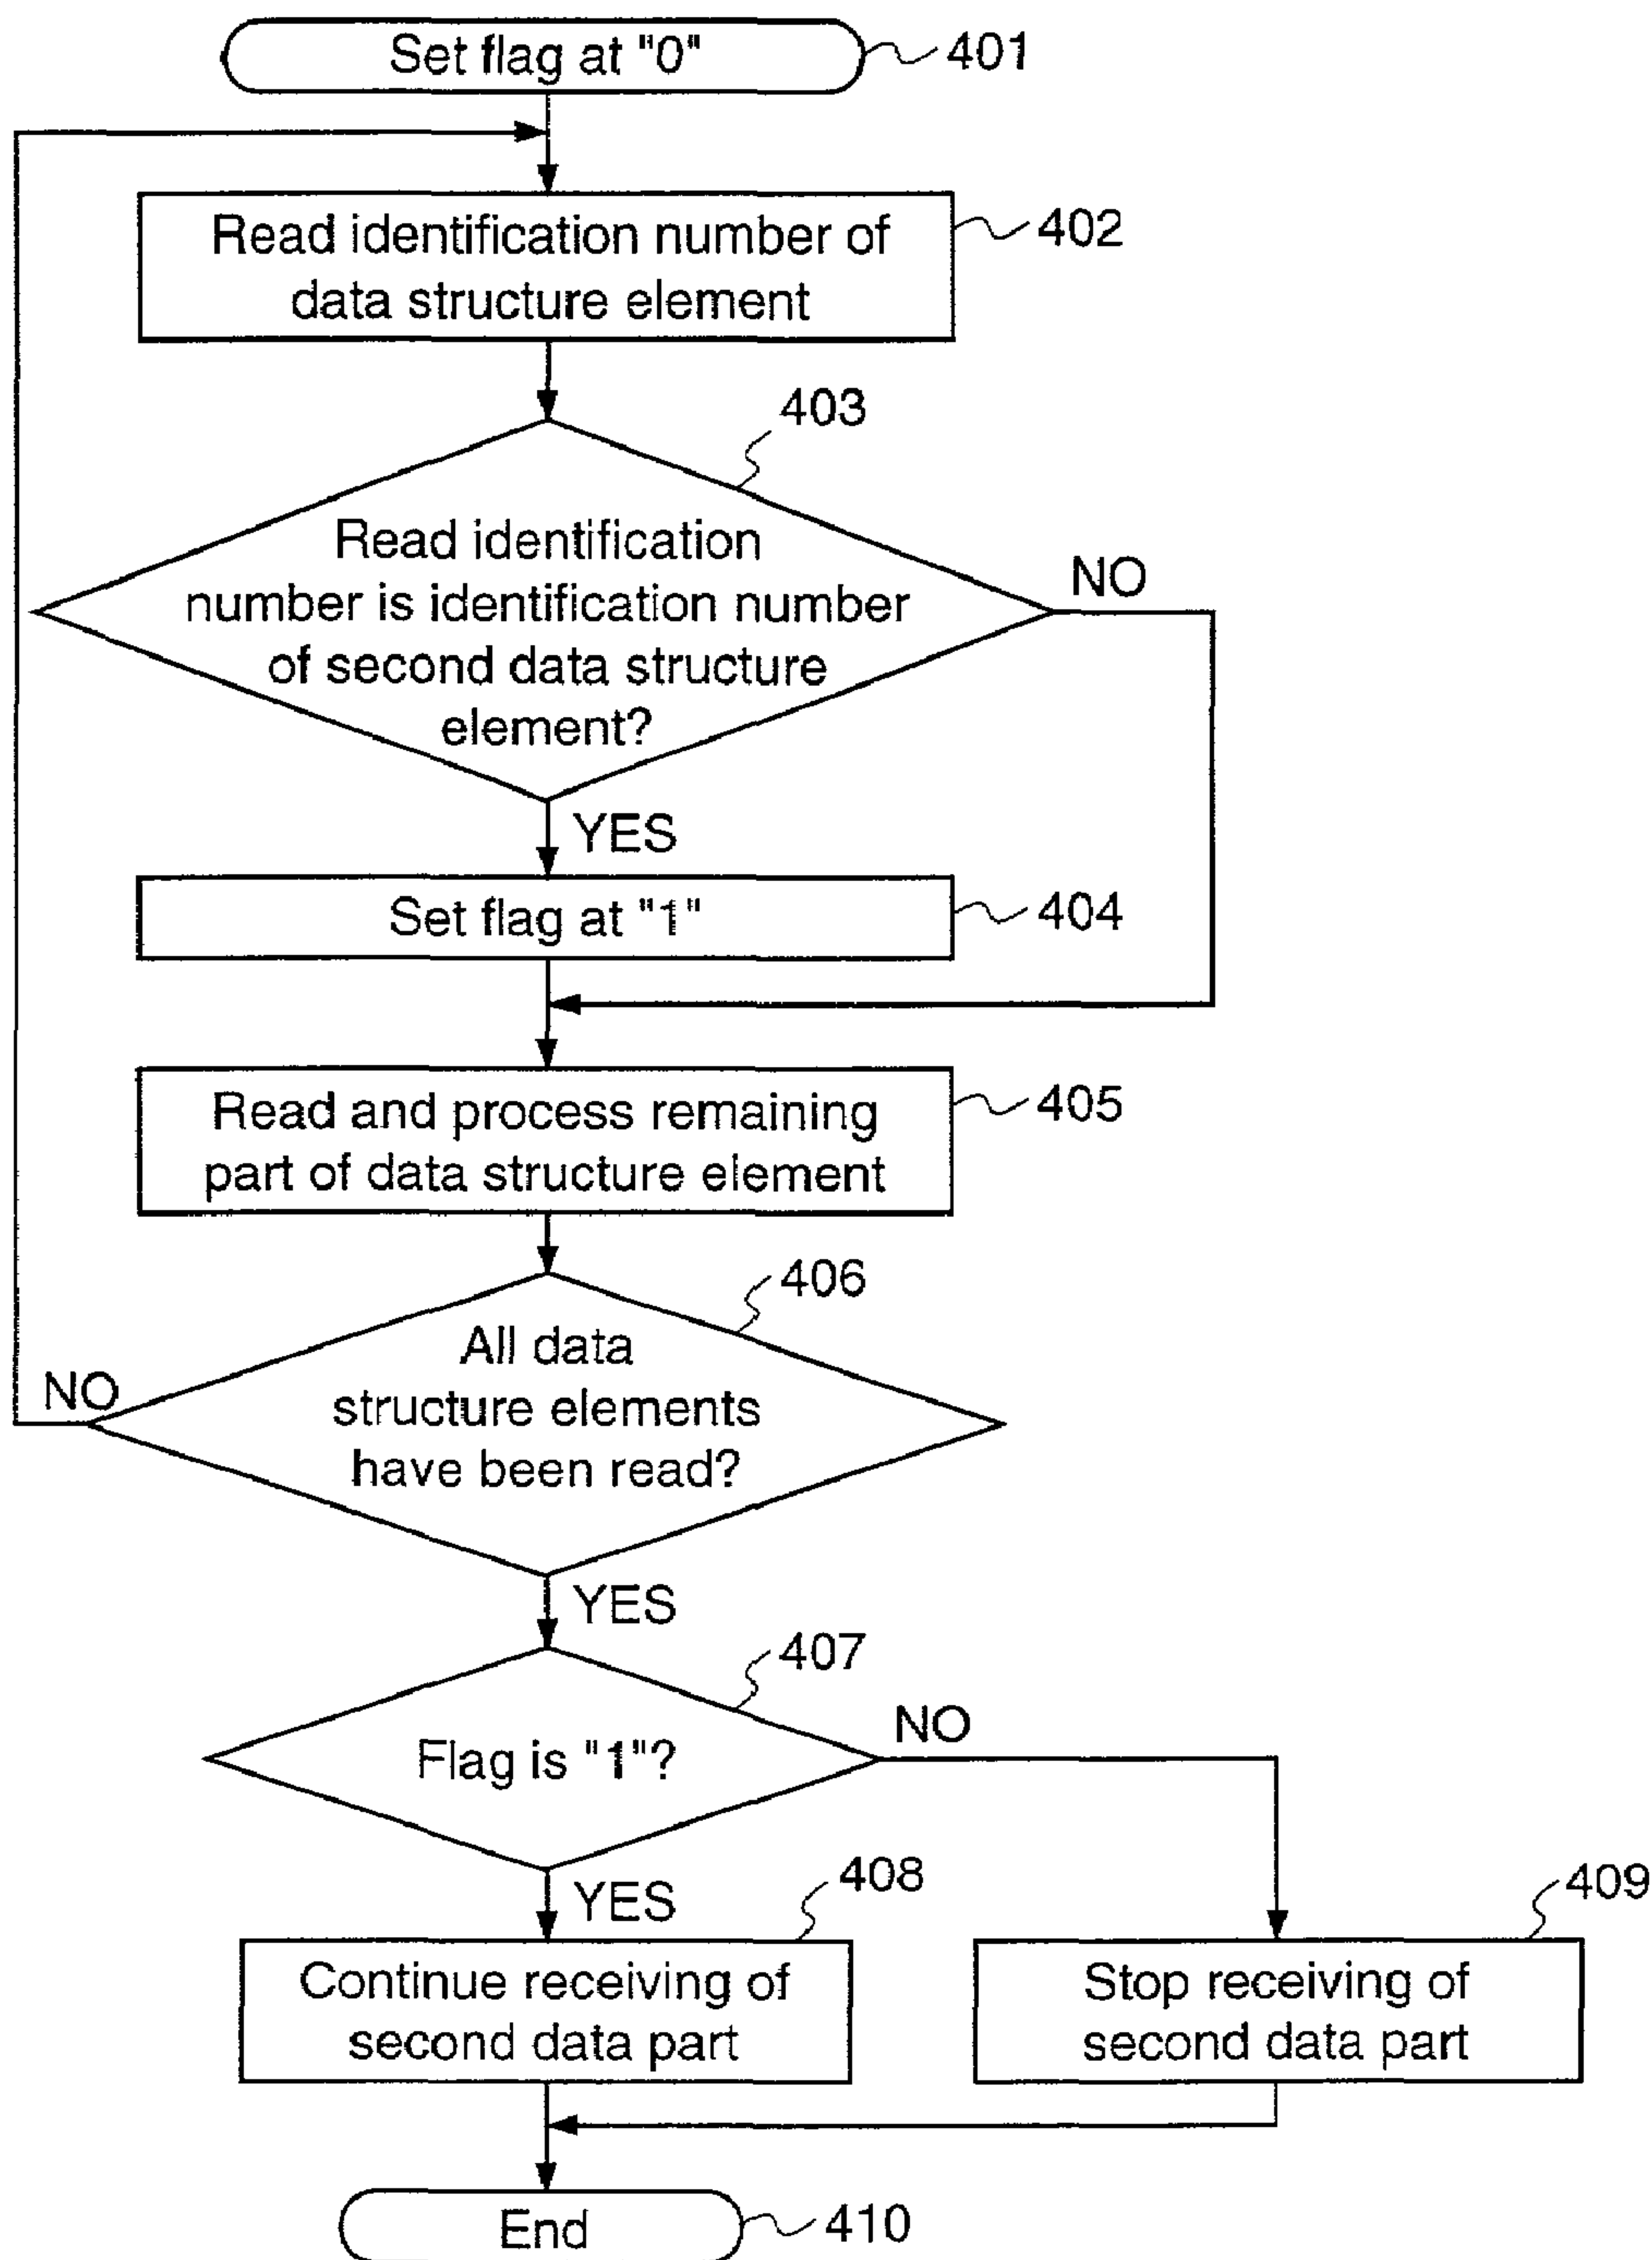 Set flag at "0"
401
Read identification number of
data structure element
402
403
Read identification
number is identification number
of second data structure
element?
NO
YES
Set flag at "1"
404
Read and process remaining
part of data structure element
405
406
All data
structure elements
have been read?
NO
YES
407
Flag is "1"?
NO
YES
408
Continue receiving of
second data part
409
Stop receiving of
second data part
End
410